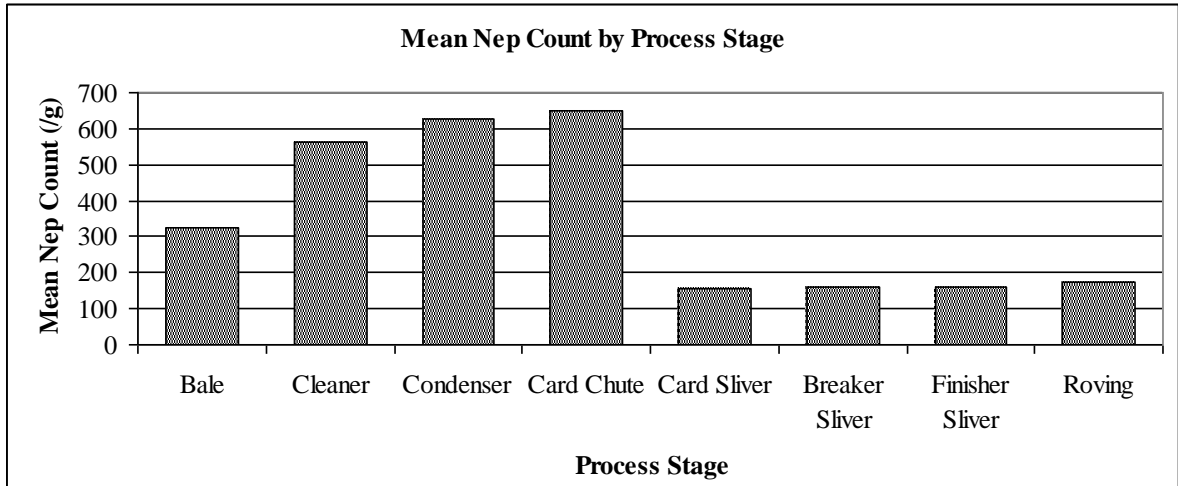 Mean Nep Count by Process Stage
Mean Nep Count (/g)
700
600
500
400
300
200
100
0
Bale Cleaner Condenser Card Chute Card Sliver Breaker Finisher Roving
Sliver Sliver
Process Stage